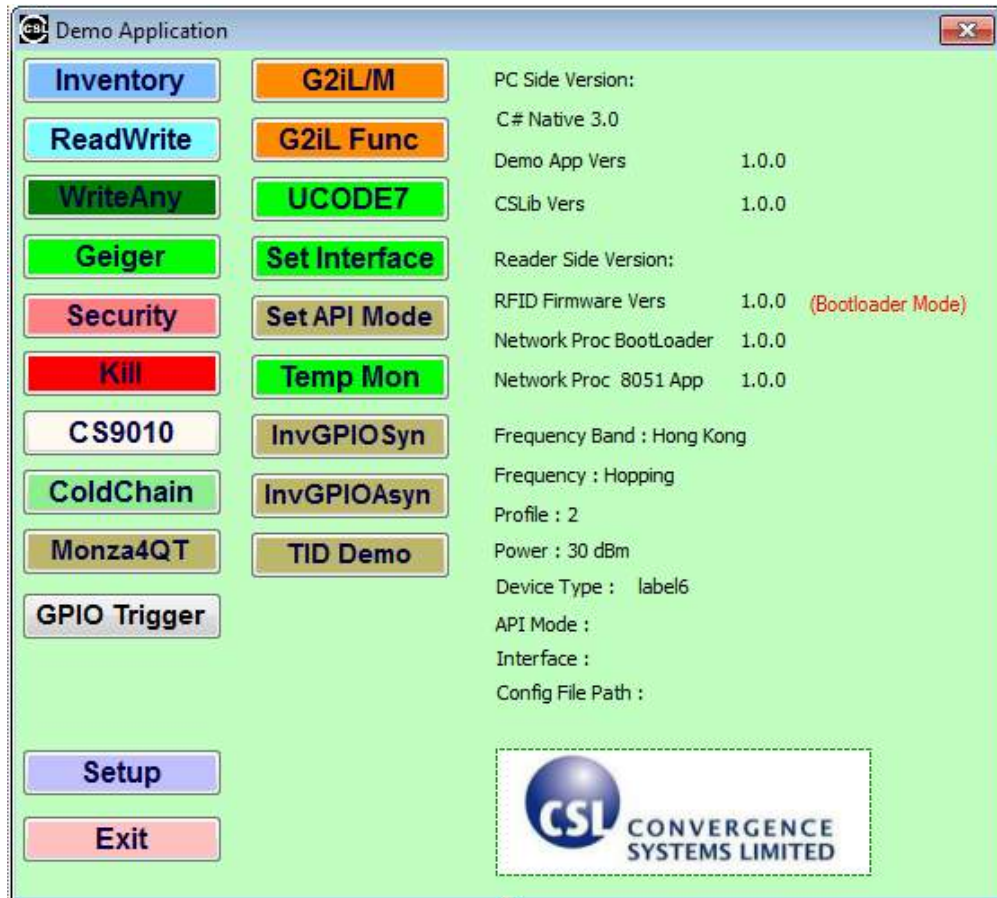 CSL Demo Application
Inventory
ReadWrite
WriteAny
Geiger
Security
Kill
CS9010
ColdChain
Monza4QT
GPIO Trigger
Setup
Exit
G2iL/M
G2iL Func
UCODE7
Set Interface
Set API Mode
Temp Mon
InvGPIOSyn
InvGPIOAsyn
TID Demo
PC Side Version:
C# Native 3.0
Demo App Vers 1.0.0
CSLib Vers 1.0.0
Reader Side Version:
RFID Firmware Vers 1.0.0 (Bootloader Mode)
Network Proc BootLoader 1.0.0
Network Proc 8051 App 1.0.0
Frequency Band : Hong Kong
Frequency : Hopping
Profile : 2
Power : 30 dBm
Device Type : label6
API Mode :
Interface :
Config File Path :
CSL
CONVERGENCE
SYSTEMS LIMITED